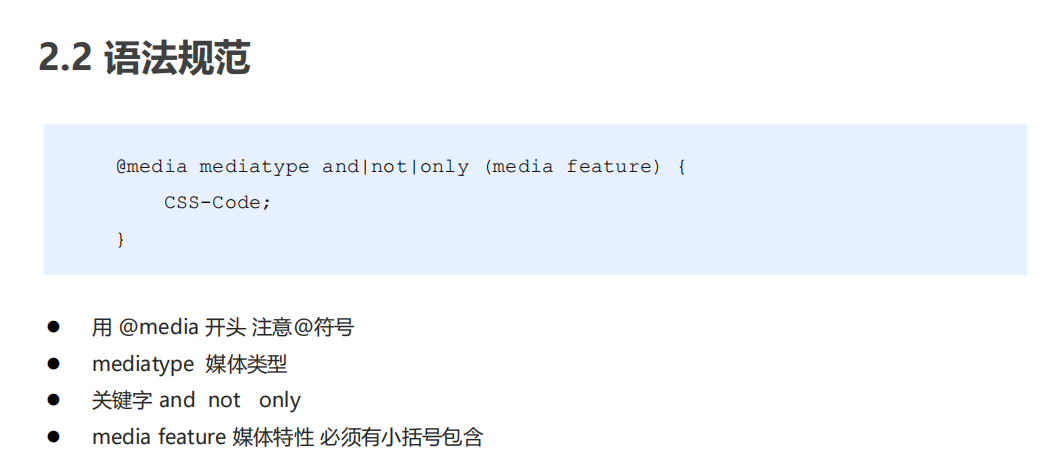 2.2 语法规范
@media mediatype and|not|only (media feature) {
CSS-Code;
}
● 用 @media 开头 注意@符号
● mediatype 媒体类型
● 关键字 and not only
● media feature 媒体特性 必须有小括号包含